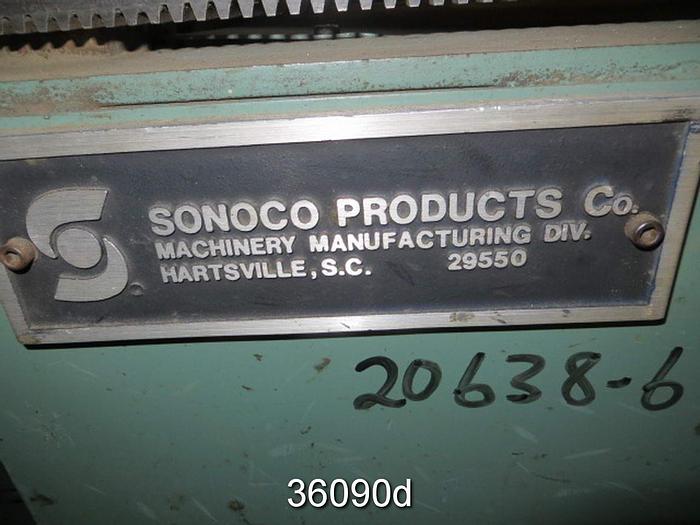 SONOCO PRODUCTS Co.
MACHINERY MANUFACTURING DIV.
HARTSVILLE, S.C. 29550
20638-6
36090d